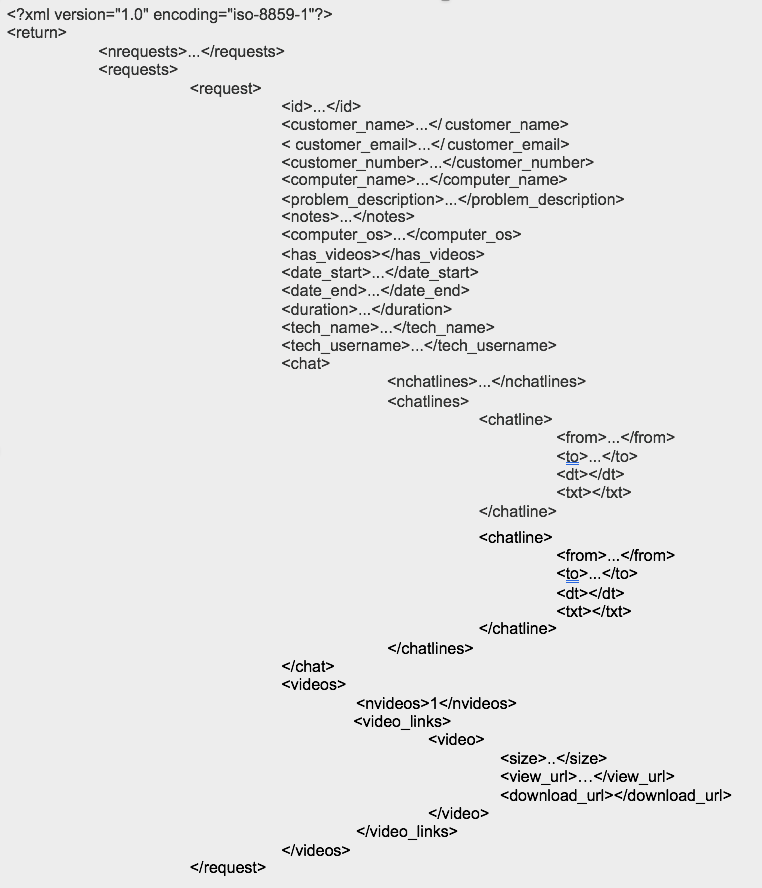 <?xml version="1.0" encoding="iso-8859-1"?>
<return>
<nrequests>...</requests>
<requests>
<request>
<id>...</id>
<customer_name>...</ customer_name>
< customer_email>...</ customer_email>
<customer_number>...</customer_number>
<computer_name>...</computer_name>
<problem_description>...</problem_description>
<notes>...</notes>
<computer_os>...</computer_os>
<has_videos></has_videos>
<date_start>...</date_start>
<date_end>...</date_end>
<duration>...</duration>
<tech_name>...</tech_name>
<tech_username>...</tech_username>
<chat>
<nchatlines>...</nchatlines>
<chatlines>
<chatline>
<from>...</from>
<to>...</to>
<dt></dt>
<txt></txt>
</chatline>
<chatline>
<from>...</from>
<to>...</to>
<dt></dt>
<txt></txt>
</chatline>
</chatlines>
</chat>
<videos>
<nvideos>1</nvideos>
<video_links>
<video>
<size>..</size>
<view_url>...</view_url>
<download_url></download_url>
</video>
</video_links>
</videos>
</request>